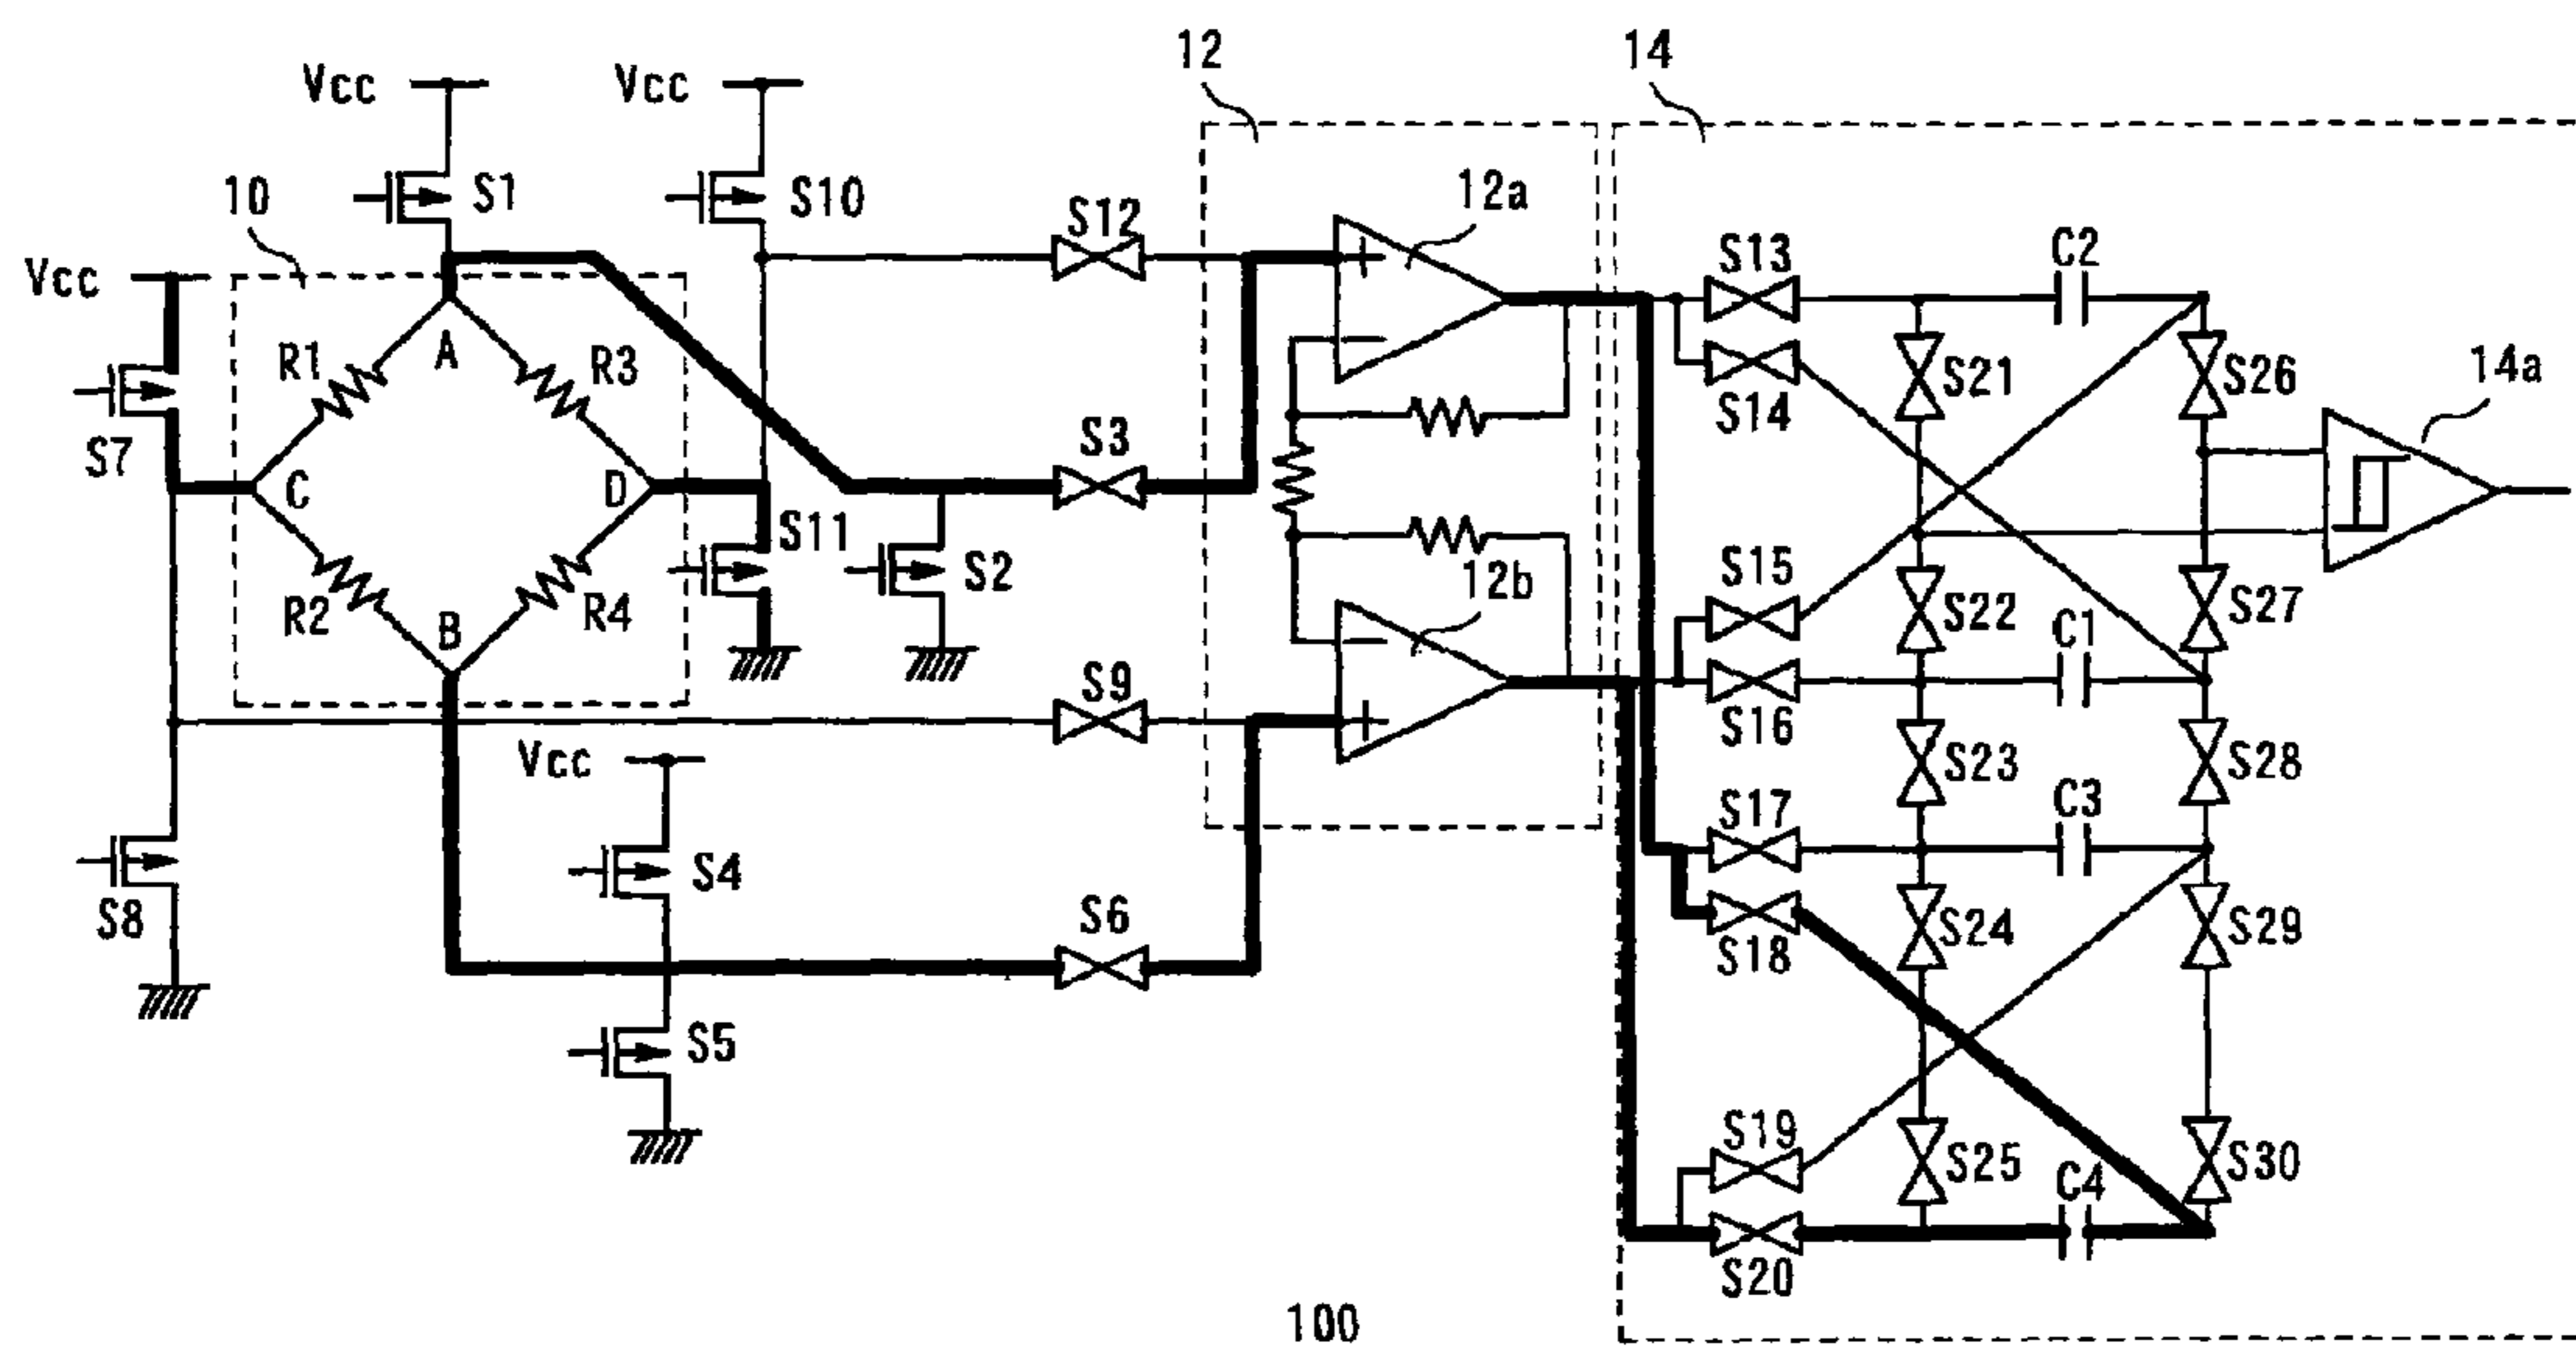 12
14
Vcc
Vcc
10
S1
S10
S12
12a
S13
C2
Vcc
R1
A
R3
S14
S21
S26
14a
S7
C
D
S3
S11
S2
R2
B
R4
S15
12b
S22
C1
S27
S9
S16
Vcc
S23
S28
S17
C3
S8
S4
S6
S18
S24
S29
S5
S19
S25
C4
S30
S20
100